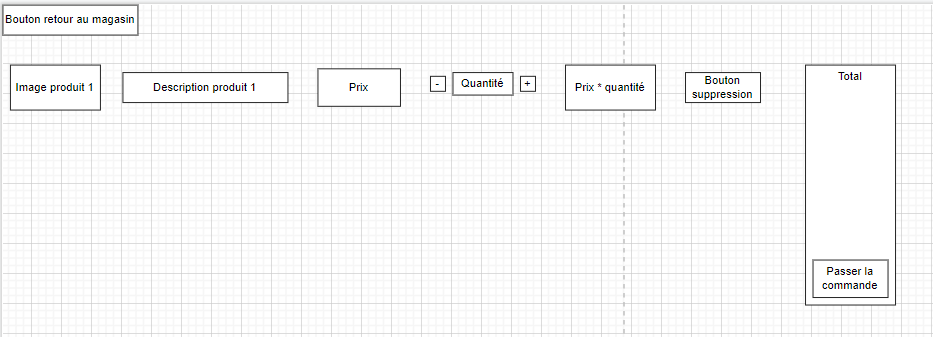 Bouton retour au magasin
Image produit 1
Description produit 1
Prix
-
Quantité
+
Prix * quantité
Bouton
suppression
Total
Passer la
commande